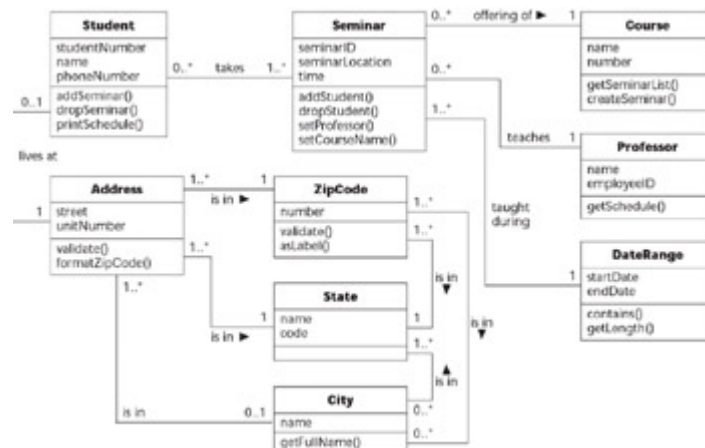 Student
studentNumber
name
phoneNumber
addSeminar()
dropSeminar()
printSchedule()
0..1
lives at
0..*
takes
1..*
Seminar
seminarID
seminarLocation
time
addStudent()
dropStudent()
setProfessor()
setCourseName()
0..*
offering of ►
1
Course
name
number
getSeminarList()
createSeminar()
0..*
teaches
1
Professor
name
employeeID
getSchedule()
1..*
taught
during
1
DateRange
startDate
endDate
contains()
getLength()
1
Address
street
unitNumber
validate()
formatZipCode()
1..*
is in ►
1
ZipCode
number
validate()
asLabel()
1..*
1..*
is in
▼
1
1..*
is in ►
1
State
name
code
1..*
▲
is in
0..*
is in
▼
0..*
1..*
is in
0..1
City
name
getFullName()